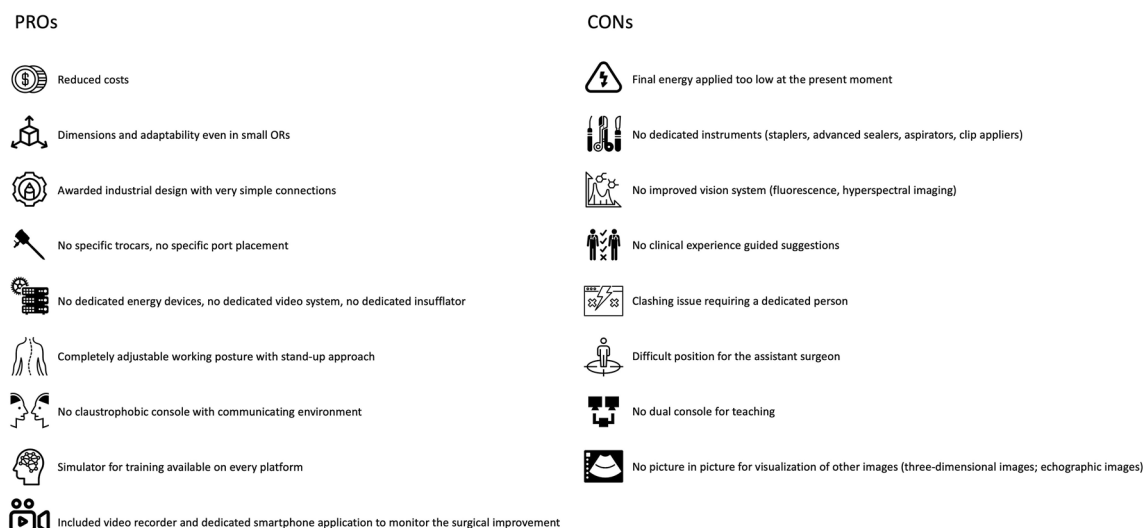 PROs
Reduced costs
Dimensions and adaptability even in small ORs
Awarded industrial design with very simple connections
No specific trocars, no specific port placement
No dedicated energy devices, no dedicated video system, no dedicated insufflator
Completely adjustable working posture with stand-up approach
No claustrophobic console with communicating environment
Simulator for training available on every platform
Included video recorder and dedicated smartphone application to monitor the surgical improvement
CONs
Final energy applied too low at the present moment
No dedicated instruments (staplers, advanced sealers, aspirators, clip appliers)
No improved vision system (fluorescence, hyperspectral imaging)
No clinical experience guided suggestions
Clashing issue requiring a dedicated person
Difficult position for the assistant surgeon
No dual console for teaching
No picture in picture for visualization of other images (three-dimensional images; echographic images)